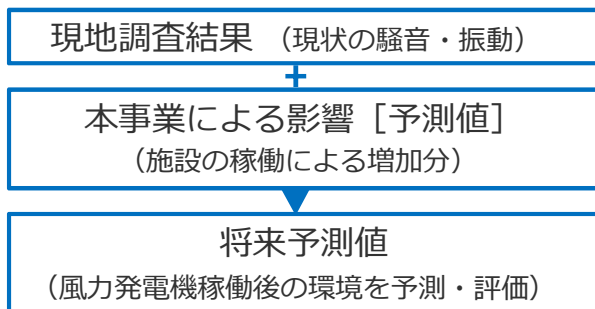 現地調査結果 （現状の騒音・振動）
+
本事業による影響［予測値］
（施設の稼働による増加分）
将来予測値
（風力発電機稼働後の環境を予測・評価）